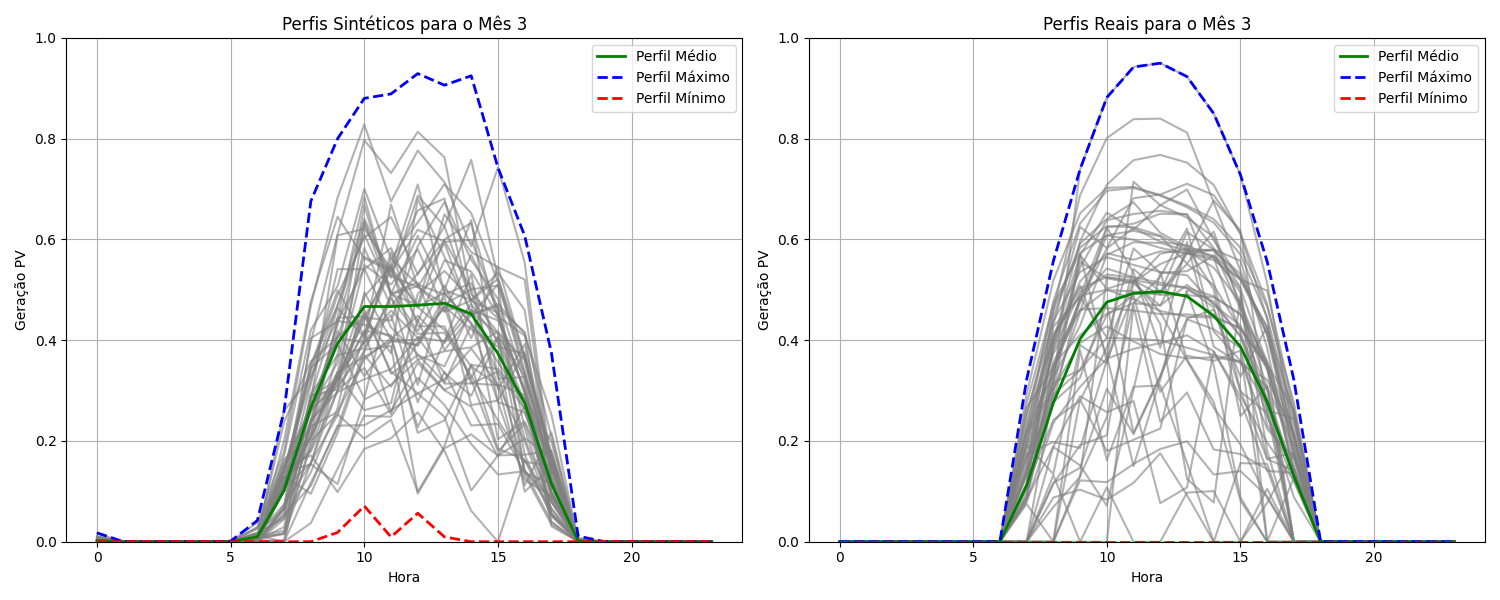 Perfis Sintéticos para o Mês 3
Perfil Médio
Perfil Máximo
Perfil Mínimo
Geração PV
1.0
0.8
0.6
0.4
0.2
0.0
0 5 10 15 20
Hora
Perfis Reais para o Mês 3
Perfil Médio
Perfil Máximo
Perfil Mínimo
Geração PV
1.0
0.8
0.6
0.4
0.2
0.0
0 5 10 15 20
Hora